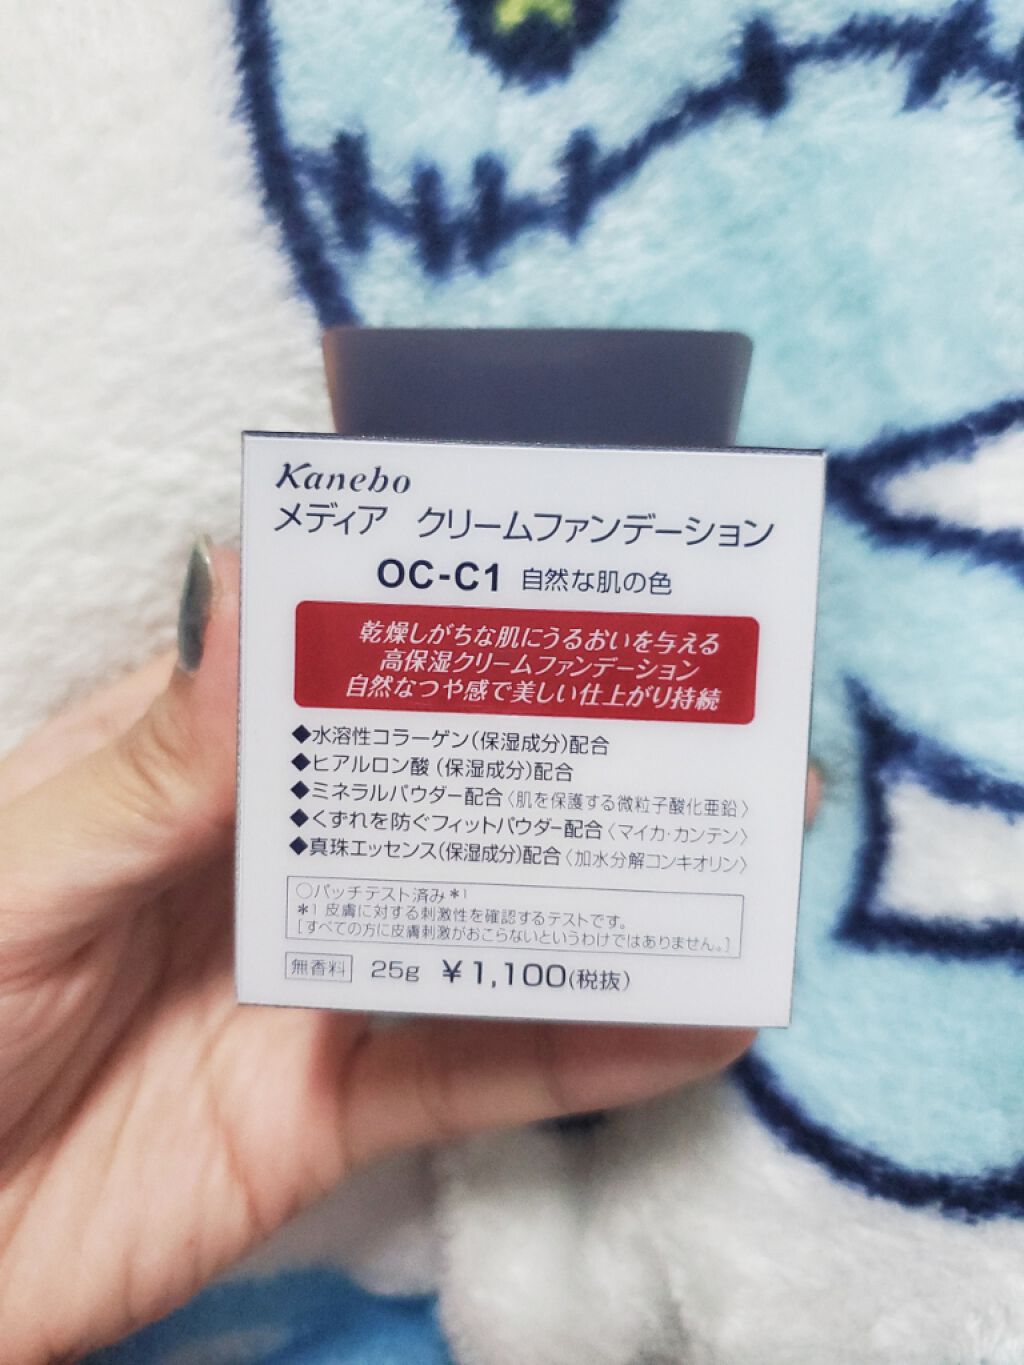 Kanebo
メディア クリームファンデーション
OC-C1 自然な肌の色
乾燥しがちな肌にうるおいを与える
高保湿クリームファンデーション
自然なつや感で美しい仕上がり持続
◆水溶性コラーゲン(保湿成分)配合
◆ヒアルロン酸(保湿成分)配合
◆ミネラルパウダー配合〈肌を保護する微粒子酸化亜鉛〉
◆くずれを防ぐフィットパウダー配合〈マイカ・カンテン〉
◆真珠エッセンス(保湿成分)配合〈加水分解コンキオリン〉
○パッチテスト済み*1
*1 皮膚に対する刺激性を確認するテストです。
[すべての方に皮膚刺激がおこらないというわけではありません。]
無香料 25g ¥1,100(税抜)